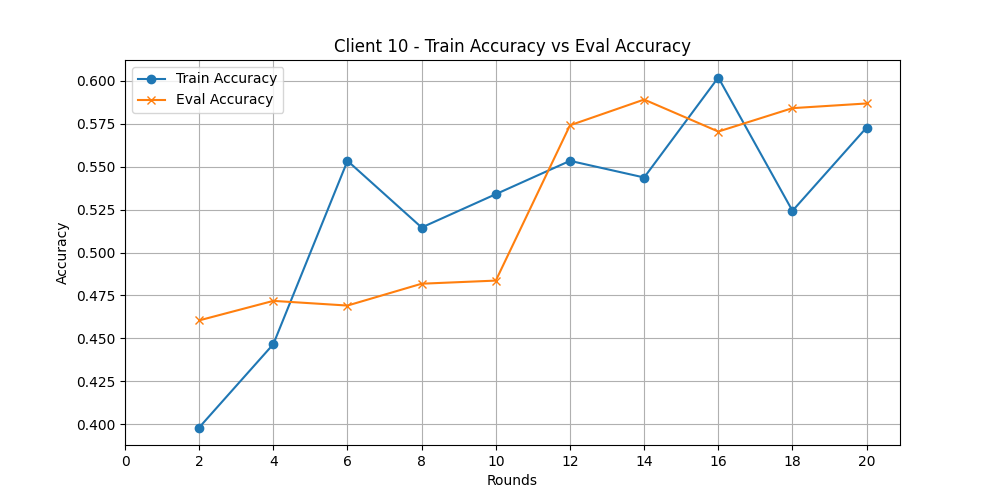 Client 10 - Train Accuracy vs Eval Accuracy
Train Accuracy
Eval Accuracy
0.600
0.575
0.550
0.525
0.500
0.475
0.450
0.425
0.400
Accuracy
0 2 4 6 8 10 12 14 16 18 20
Rounds